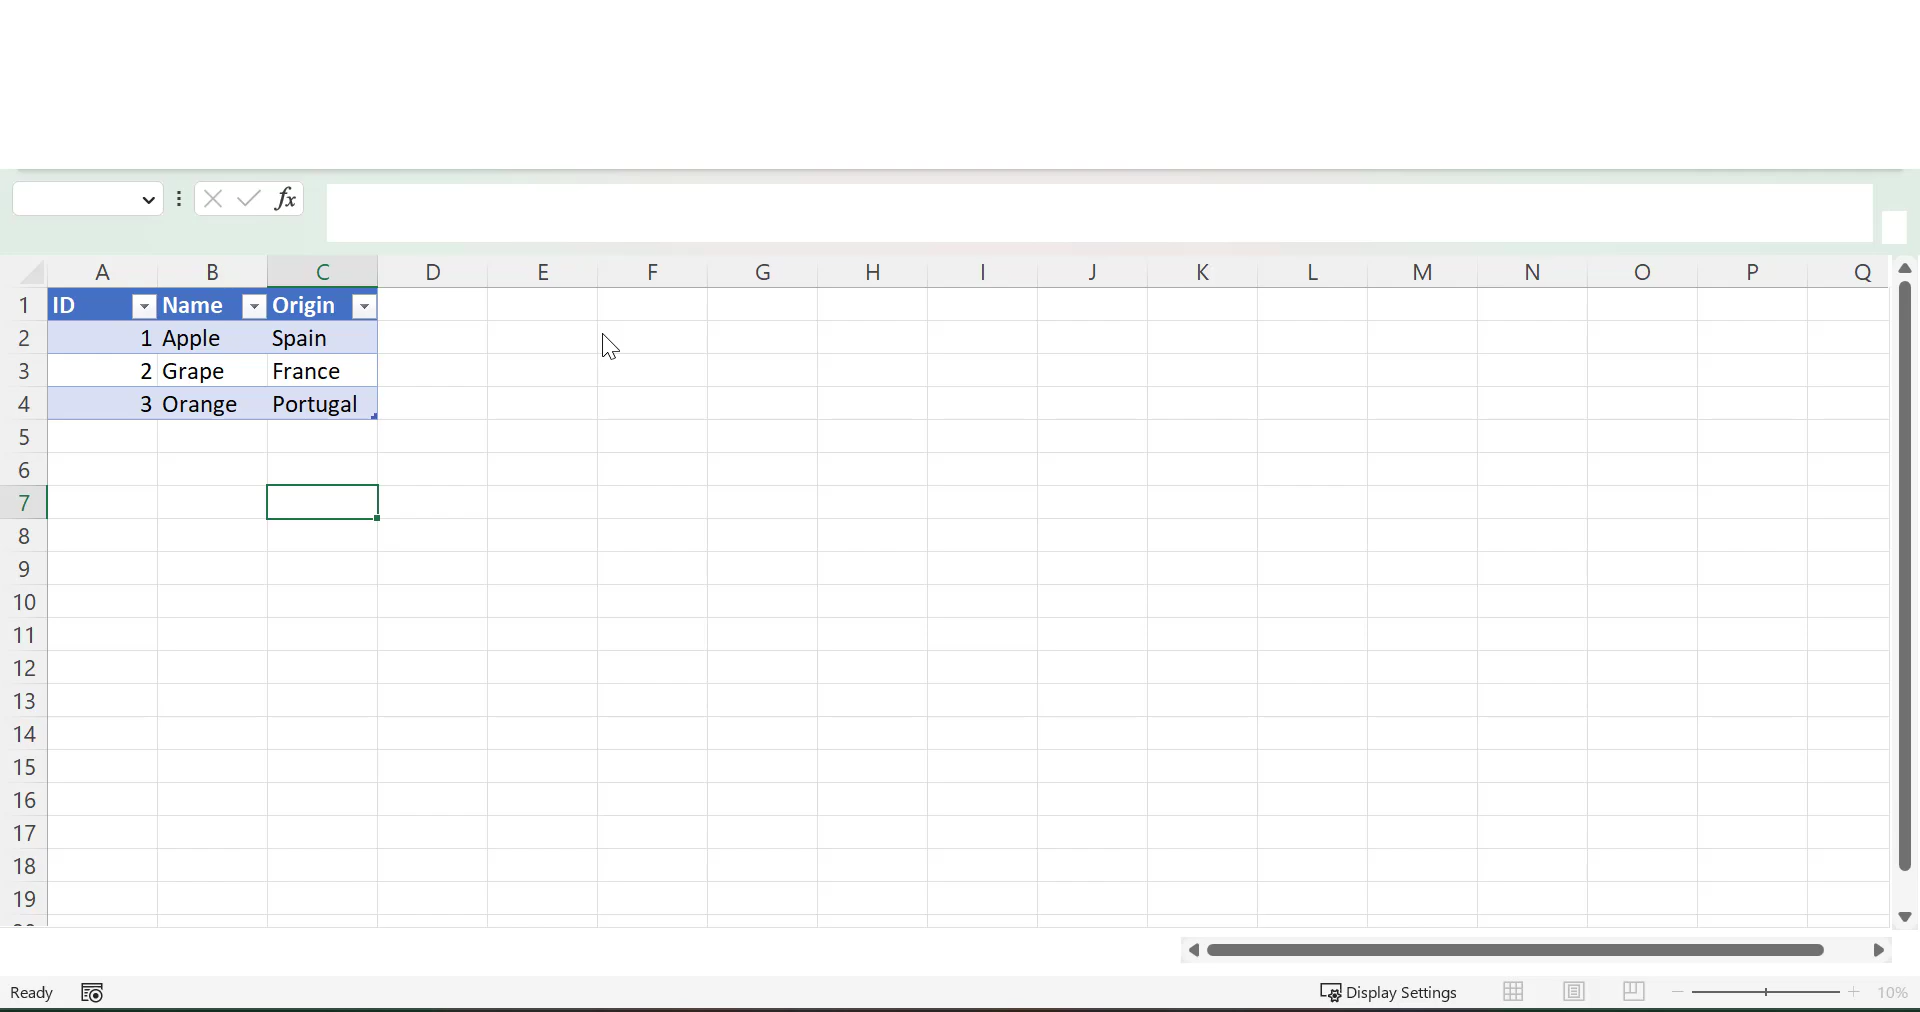 fx
A B C D E F G H I J K L M N O P Q
1 ID Name Origin
2 1 Apple Spain
3 2 Grape France
4 3 Orange Portugal
5
6
7
8
9
10
11
12
13
14
15
16
17
18
19
Ready Display Settings 10%